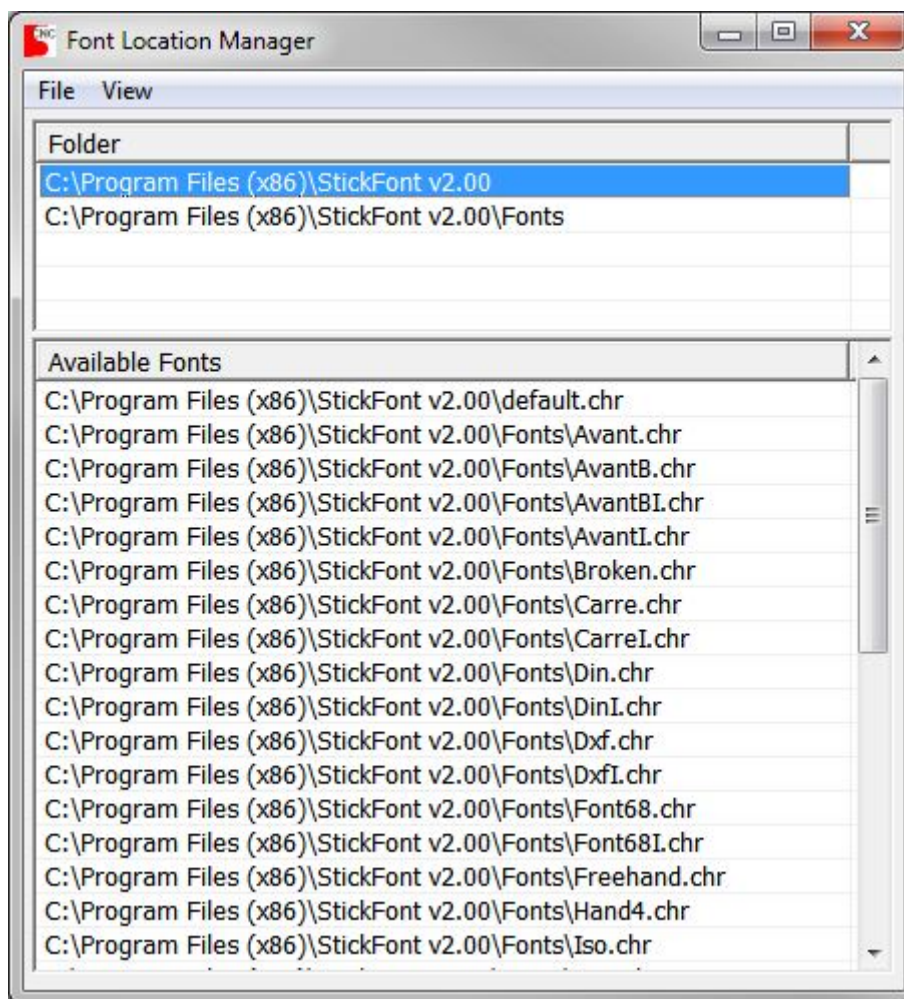 CNC Font Location Manager
File View
Folder
C:\Program Files (x86)\StickFont v2.00
C:\Program Files (x86)\StickFont v2.00\Fonts
Available Fonts
C:\Program Files (x86)\StickFont v2.00\default.chr
C:\Program Files (x86)\StickFont v2.00\Fonts\Avant.chr
C:\Program Files (x86)\StickFont v2.00\Fonts\AvantB.chr
C:\Program Files (x86)\StickFont v2.00\Fonts\AvantBI.chr
C:\Program Files (x86)\StickFont v2.00\Fonts\AvantI.chr
C:\Program Files (x86)\StickFont v2.00\Fonts\Broken.chr
C:\Program Files (x86)\StickFont v2.00\Fonts\Carre.chr
C:\Program Files (x86)\StickFont v2.00\Fonts\CarreI.chr
C:\Program Files (x86)\StickFont v2.00\Fonts\Din.chr
C:\Program Files (x86)\StickFont v2.00\Fonts\DinI.chr
C:\Program Files (x86)\StickFont v2.00\Fonts\Dxf.chr
C:\Program Files (x86)\StickFont v2.00\Fonts\DxfI.chr
C:\Program Files (x86)\StickFont v2.00\Fonts\Font68.chr
C:\Program Files (x86)\StickFont v2.00\Fonts\Font68I.chr
C:\Program Files (x86)\StickFont v2.00\Fonts\Freehand.chr
C:\Program Files (x86)\StickFont v2.00\Fonts\Hand4.chr
C:\Program Files (x86)\StickFont v2.00\Fonts\Iso.chr